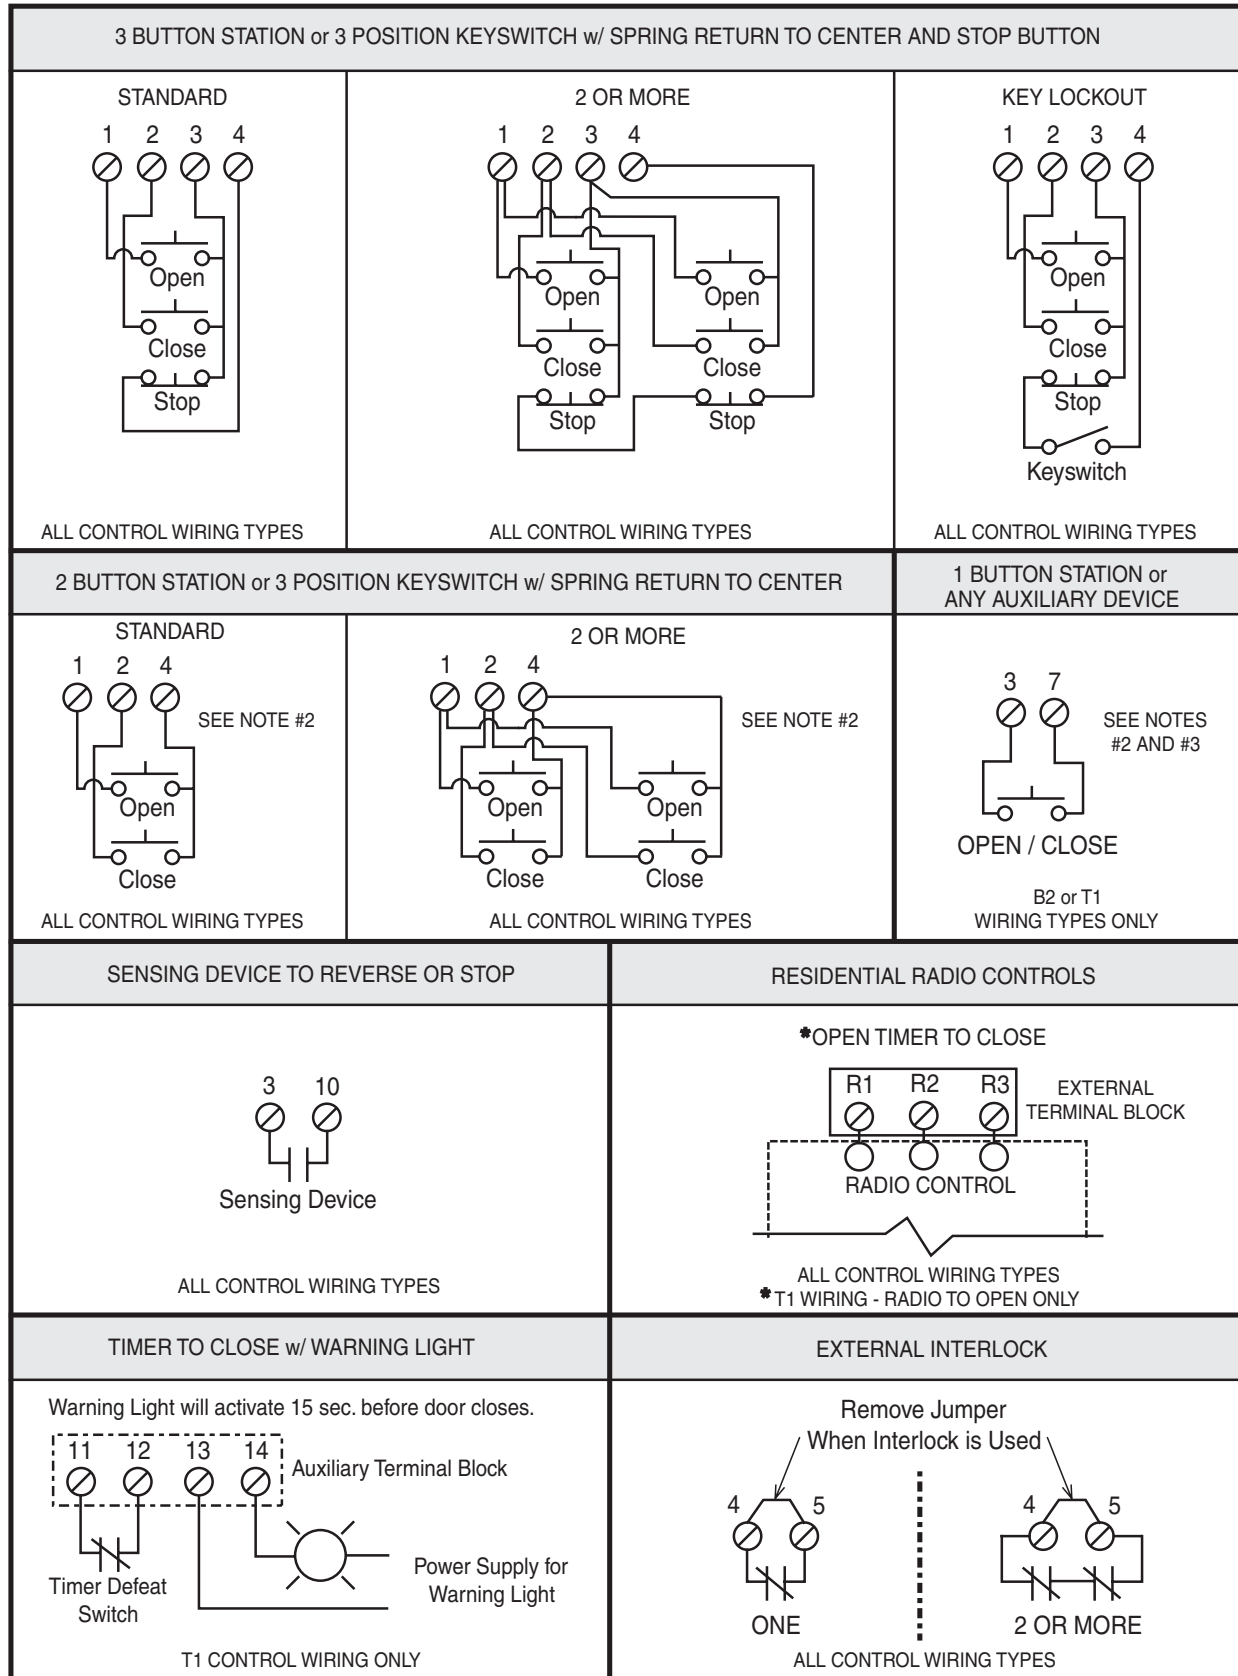 3 BUTTON STATION or 3 POSITION KEYSWITCH w/ SPRING RETURN TO CENTER AND STOP BUTTON
STANDARD
1 2 3 4
Open
Close
Stop
ALL CONTROL WIRING TYPES
2 OR MORE
1 2 3 4
Open Open
Close Close
Stop Stop
ALL CONTROL WIRING TYPES
KEY LOCKOUT
1 2 3 4
Open
Close
Stop
Keyswitch
ALL CONTROL WIRING TYPES
2 BUTTON STATION or 3 POSITION KEYSWITCH w/ SPRING RETURN TO CENTER
STANDARD
1 2 4
SEE NOTE #2
Open
Close
ALL CONTROL WIRING TYPES
2 OR MORE
1 2 4
SEE NOTE #2
Open Open
Close Close
ALL CONTROL WIRING TYPES
1 BUTTON STATION or
ANY AUXILIARY DEVICE
3 7
SEE NOTES
#2 AND #3
OPEN / CLOSE
B2 or T1
WIRING TYPES ONLY
SENSING DEVICE TO REVERSE OR STOP
3 10
Sensing Device
ALL CONTROL WIRING TYPES
RESIDENTIAL RADIO CONTROLS
*OPEN TIMER TO CLOSE
R1 R2 R3
EXTERNAL
TERMINAL BLOCK
RADIO CONTROL
ALL CONTROL WIRING TYPES
*T1 WIRING - RADIO TO OPEN ONLY
TIMER TO CLOSE w/ WARNING LIGHT
Warning Light will activate 15 sec. before door closes.
11 12 13 14
Auxiliary Terminal Block
Timer Defeat
Switch
Power Supply for
Warning Light
T1 CONTROL WIRING ONLY
EXTERNAL INTERLOCK
Remove Jumper
When Interlock is Used
4 5
ONE
4 5
2 OR MORE
ALL CONTROL WIRING TYPES